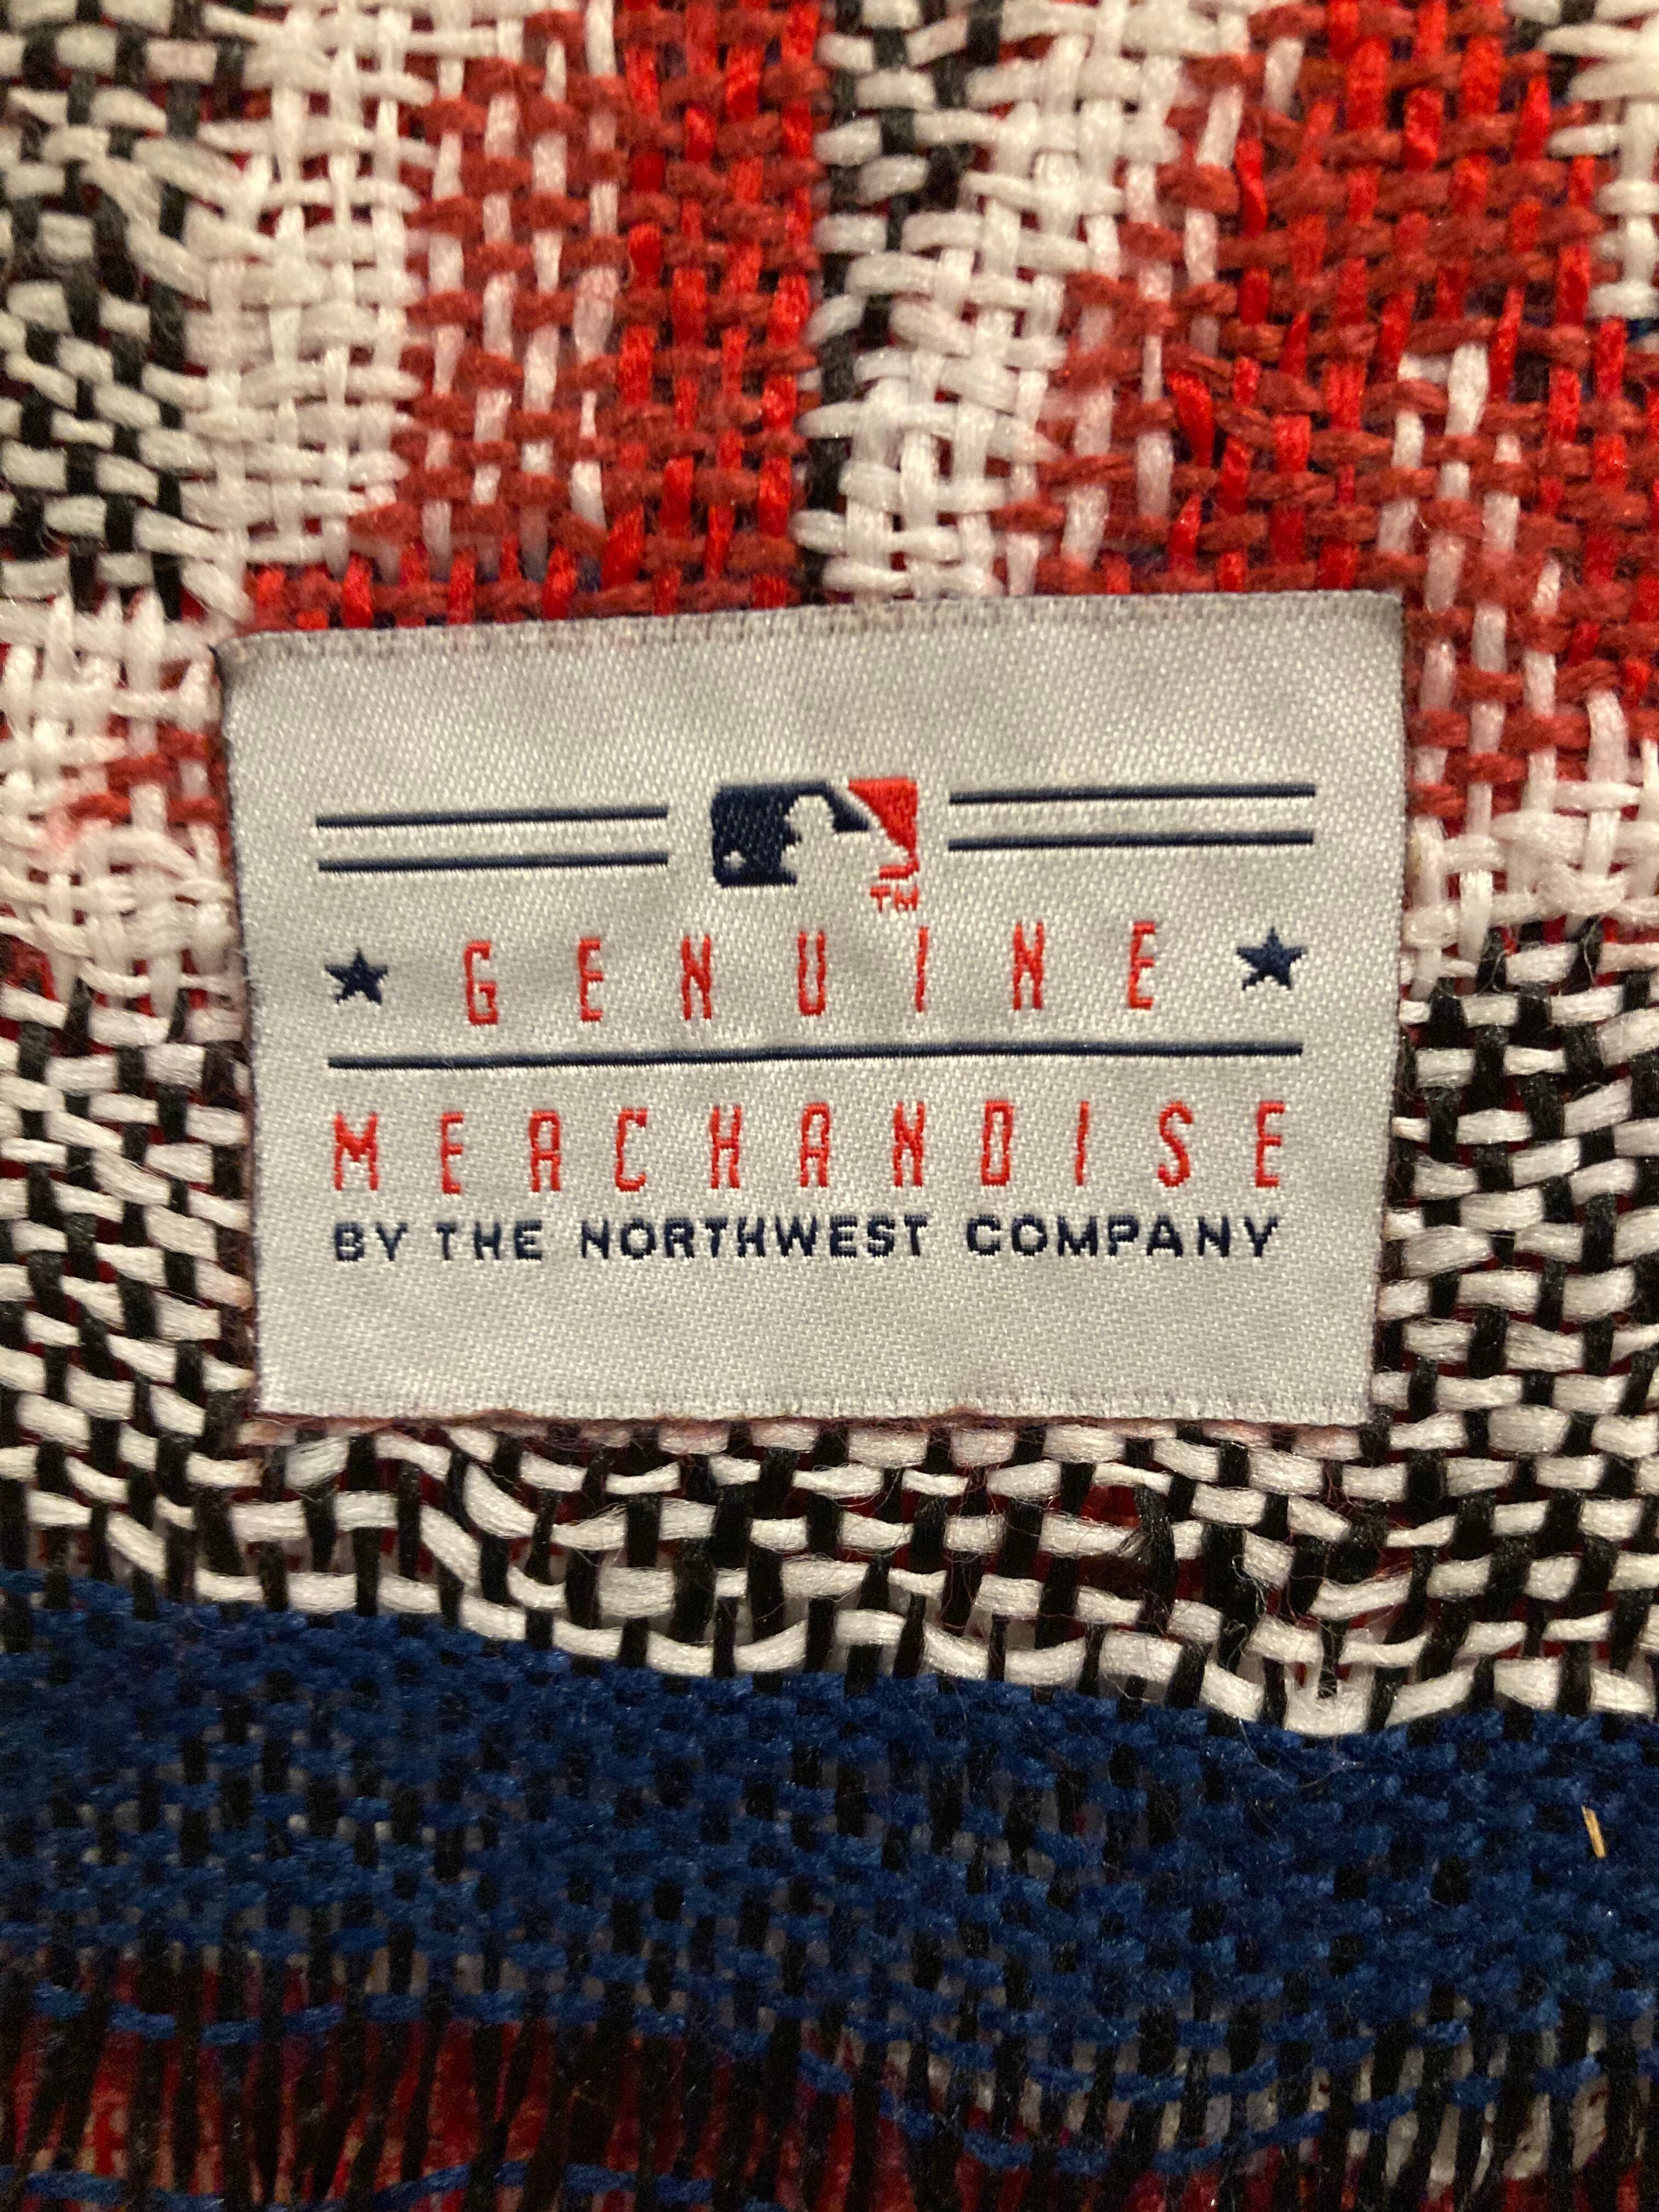 TM
GENUINE
MERCHANDISE
BY THE NORTHWEST COMPANY